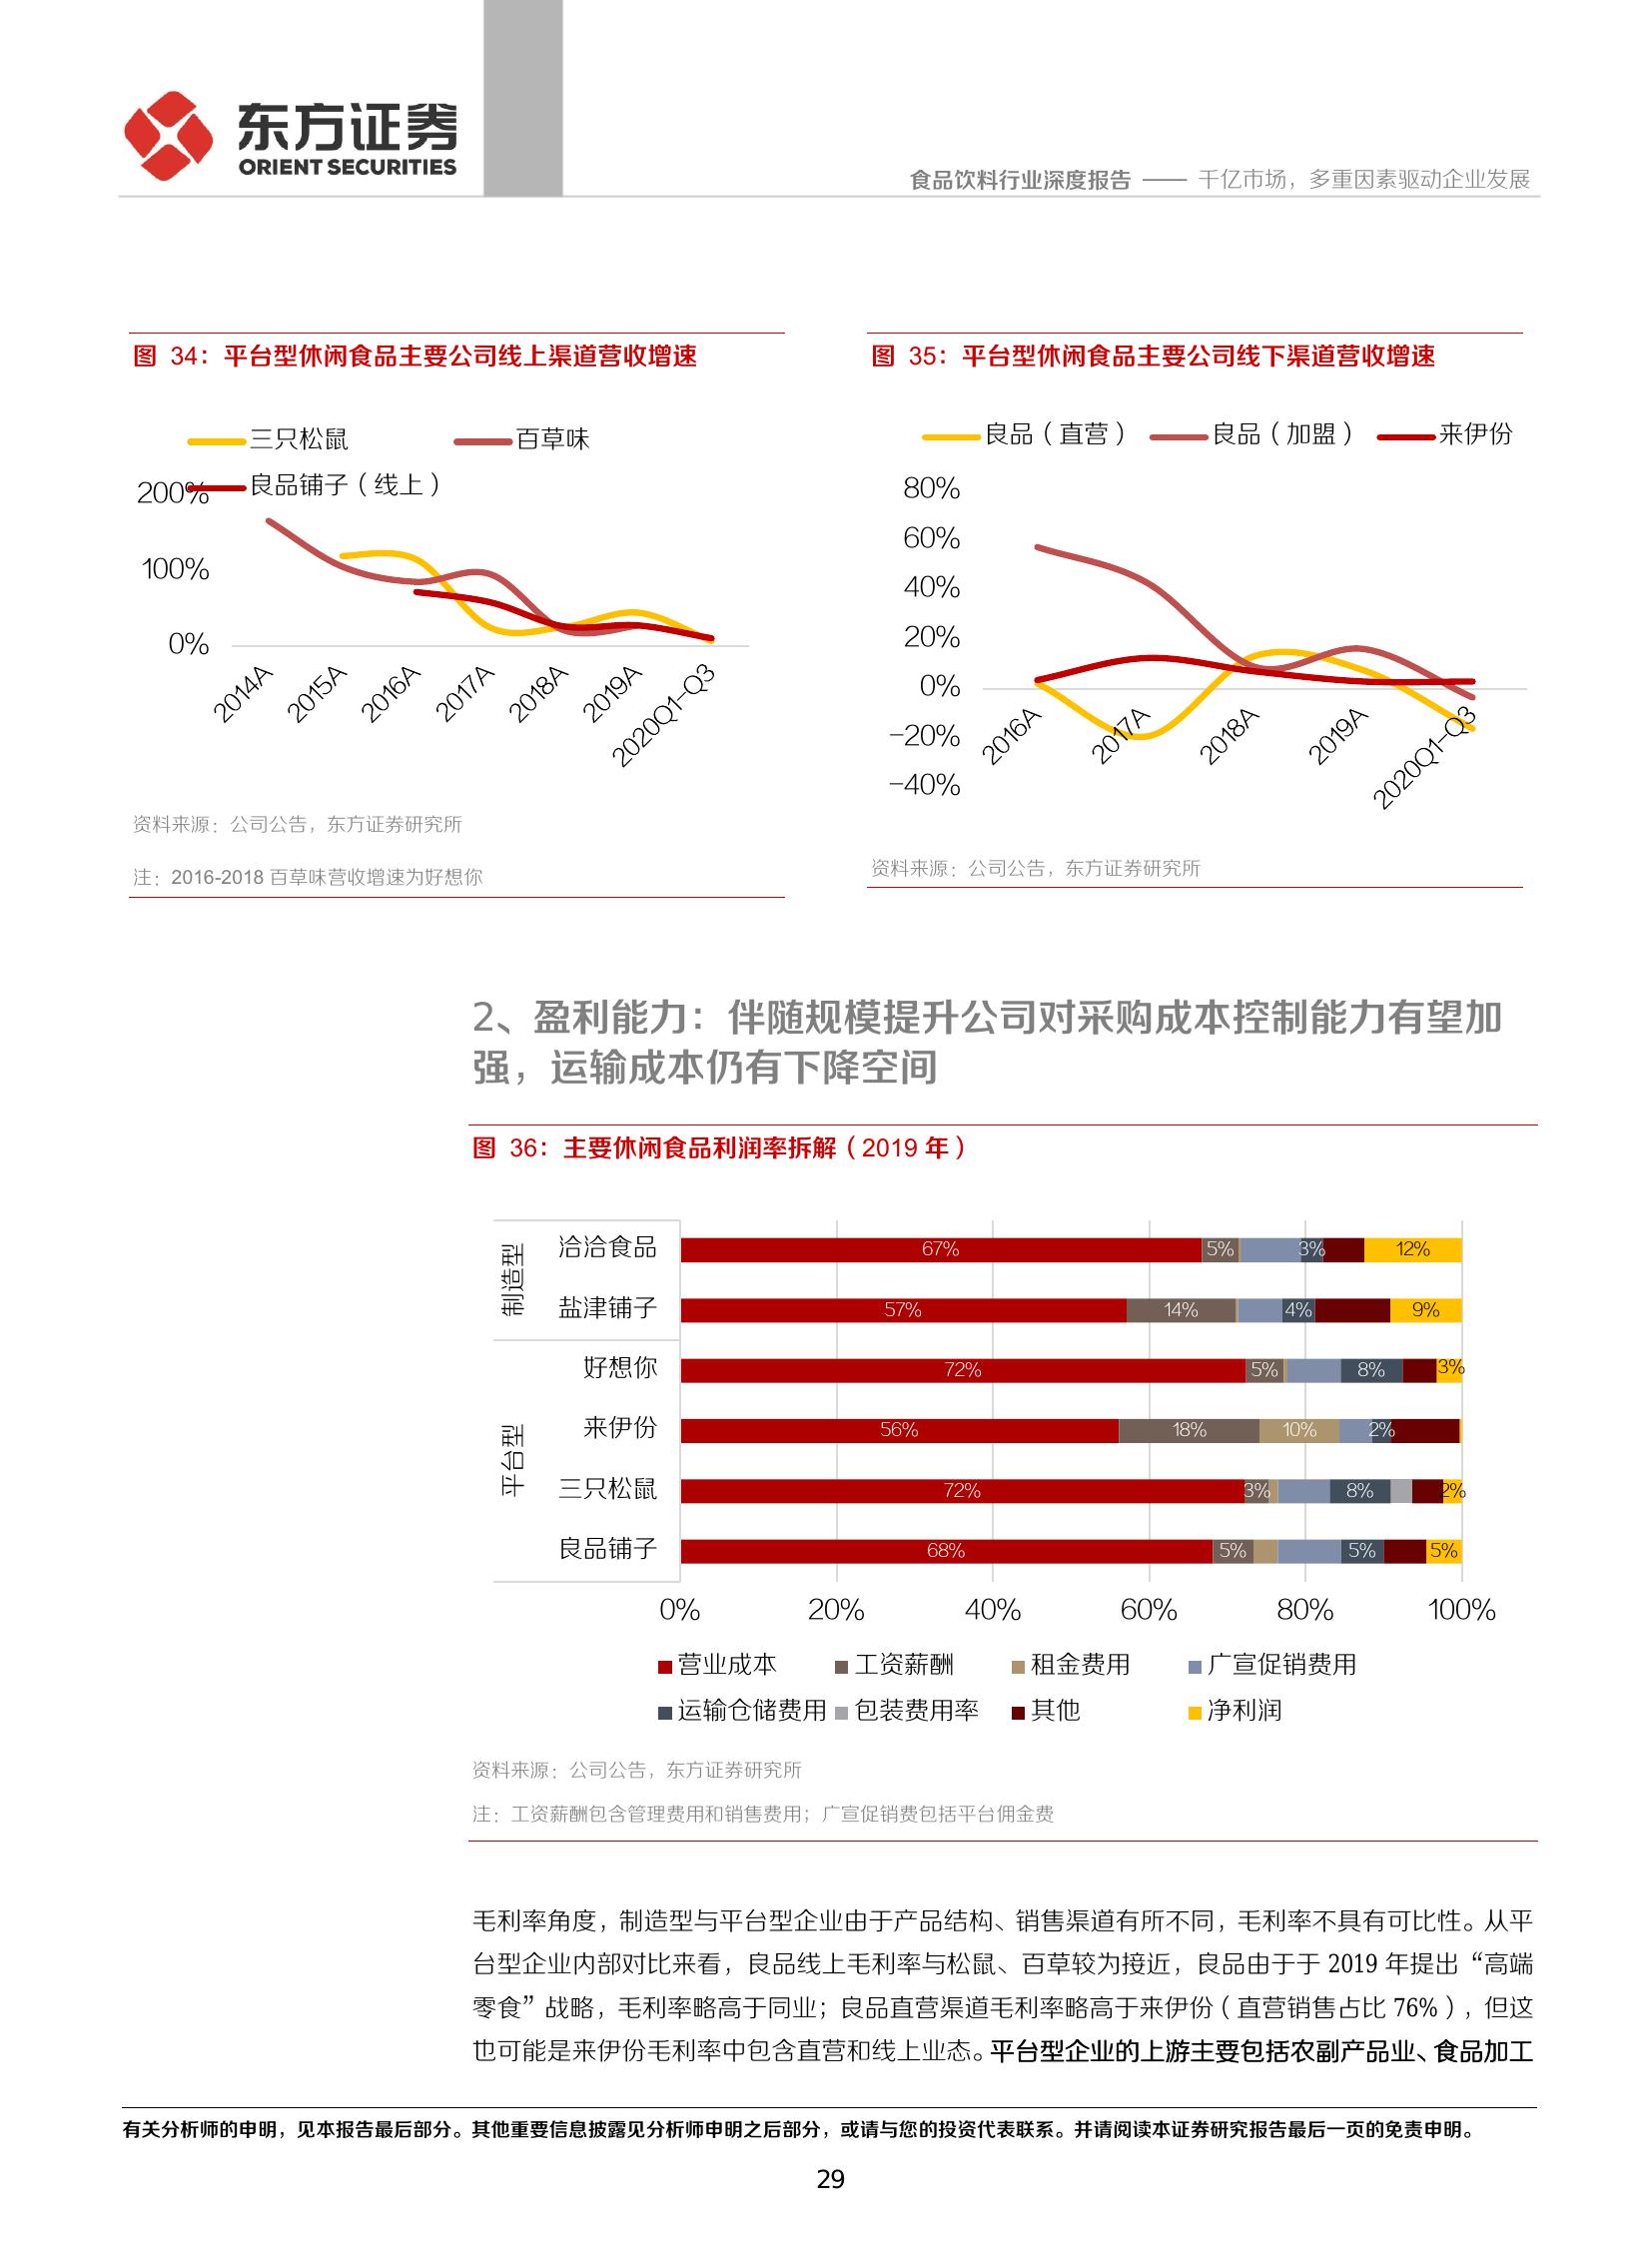 东方证券
ORIENT SECURITIES
食品饮料行业深度报告 —— 千亿市场，多重因素驱动企业发展
图 34：平台型休闲食品主要公司线上渠道营收增速
三只松鼠 百草味
良品铺子（线上）
200%
100%
0%
2014A 2015A 2016A 2017A 2018A 2019A 2020Q1-Q3
资料来源：公司公告，东方证券研究所
注：2016-2018 百草味营收增速为好想你
图 35：平台型休闲食品主要公司线下渠道营收增速
良品（直营） 良品（加盟） 来伊份
80%
60%
40%
20%
0%
-20%
-40%
2016A 2017A 2018A 2019A 2020Q1-Q3
资料来源：公司公告，东方证券研究所
2、盈利能力：伴随规模提升公司对采购成本控制能力有望加
强，运输成本仍有下降空间
图 36：主要休闲食品利润率拆解（2019 年）
制造型
洽洽食品 67% 5% 3% 12%
盐津铺子 57% 14% 4% 9%
平台型
好想你 72% 5% 8% 3%
来伊份 56% 18% 10% 2%
三只松鼠 72% 3% 8% 2%
良品铺子 68% 5% 5% 5%
0% 20% 40% 60% 80% 100%
营业成本 工资薪酬 租金费用 广宣促销费用
运输仓储费用 包装费用率 其他 净利润
资料来源：公司公告，东方证券研究所
注：工资薪酬包含管理费用和销售费用；广宣促销费包括平台佣金费
毛利率角度，制造型与平台型企业由于产品结构、销售渠道有所不同，毛利率不具有可比性。从平
台型企业内部对比来看，良品线上毛利率与松鼠、百草较为接近，良品由于于 2019 年提出“高端
零食”战略，毛利率略高于同业；良品直营渠道毛利率略高于来伊份（直营销售占比 76%），但这
也可能是来伊份毛利率中包含直营和线上业态。平台型企业的上游主要包括农副产品业、食品加工
有关分析师的申明，见本报告最后部分。其他重要信息披露见分析师申明之后部分，或请与您的投资代表联系。并请阅读本证券研究报告最后一页的免责申明。
29